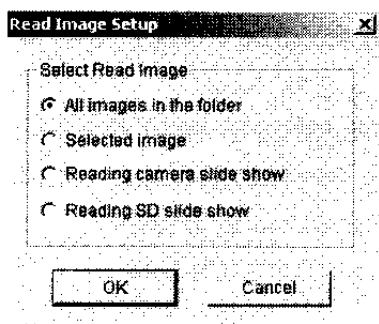 Read Image Setup
Select Read Image
All images in the folder
Selected image
Reading camera slide show
Reading SD slide show
OK
Cancel